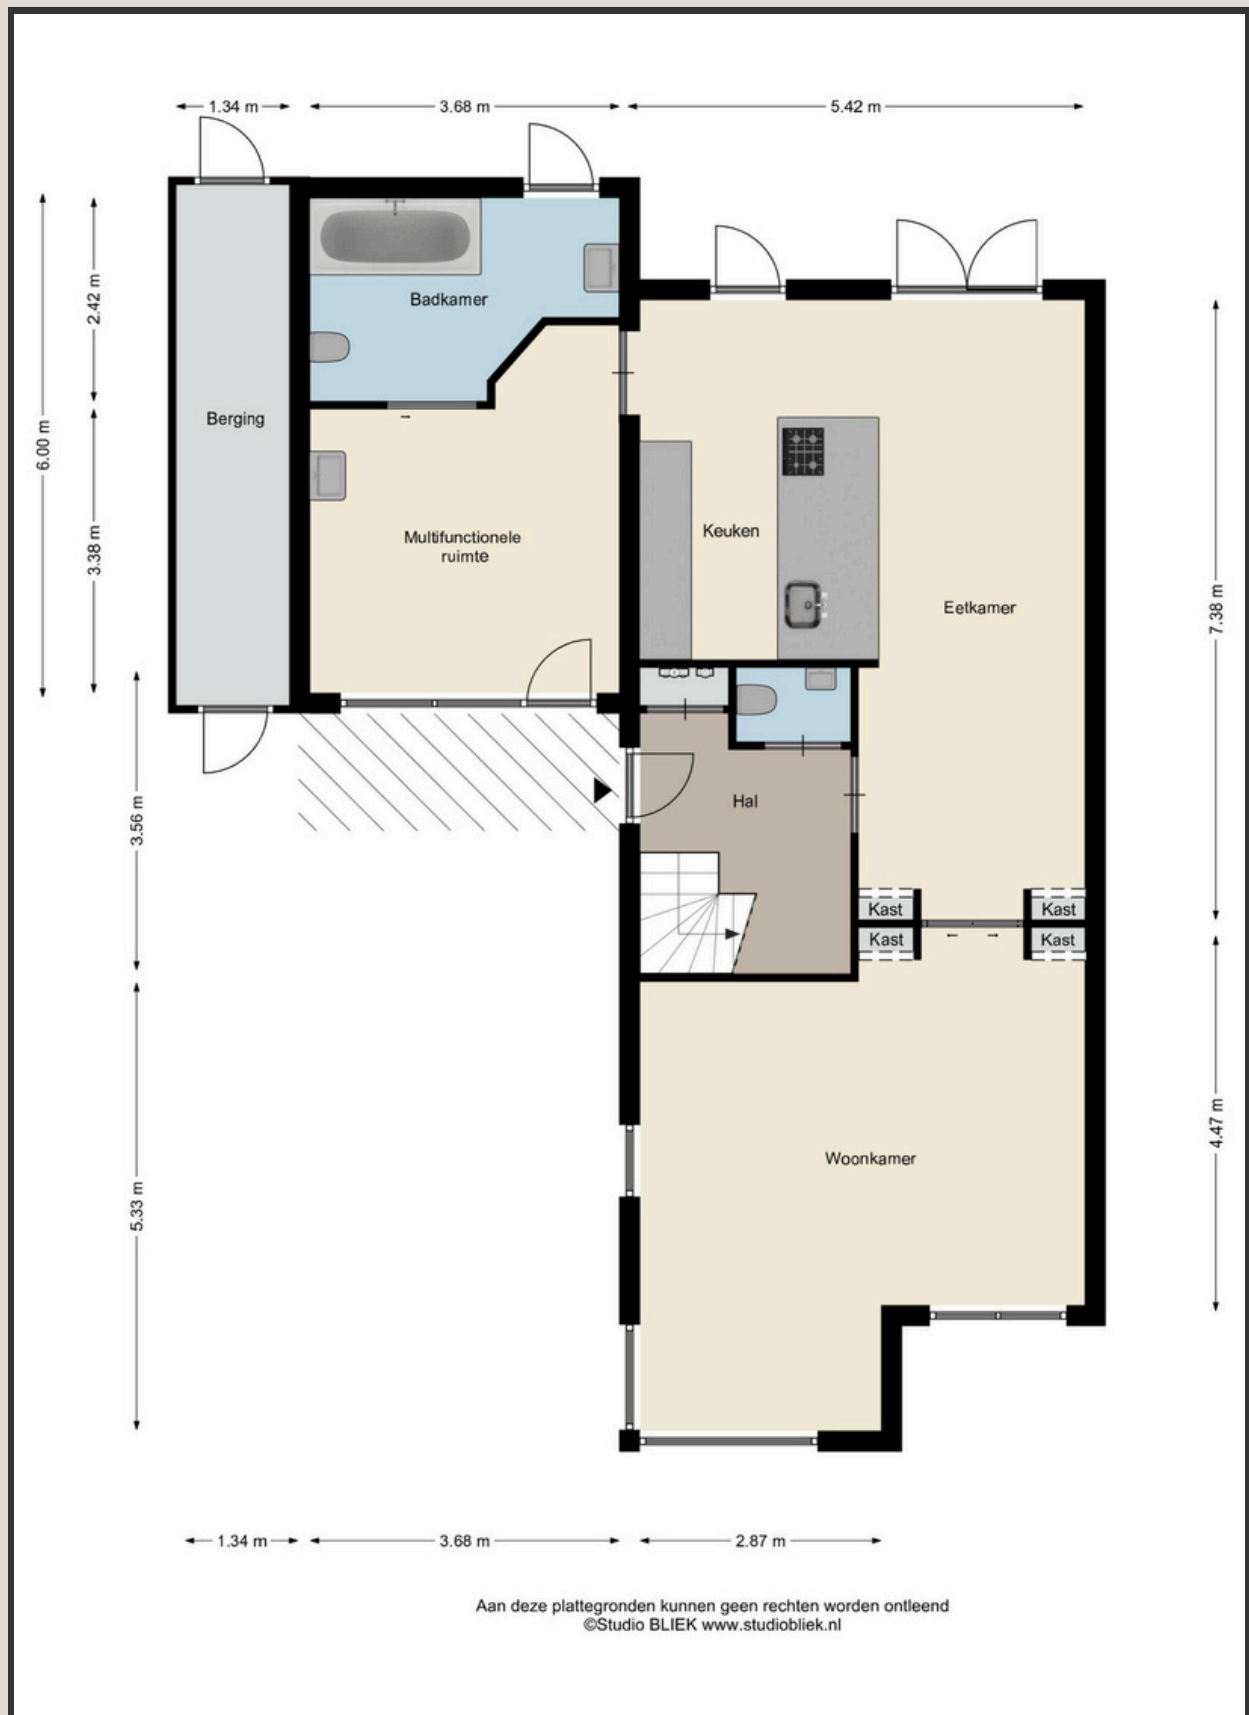 1.34 m
3.68 m
5.42 m
2.42 m
6.00 m
3.38 m
3.56 m
5.33 m
7.38 m
4.47 m
Badkamer
Berging
Multifunctionele
ruimte
Keuken
Eetkamer
Hal
Kast
Kast
Kast
Kast
Woonkamer
1.34 m
3.68 m
2.87 m
Aan deze plattegronden kunnen geen rechten worden ontleend
©Studio BLIEK www.studiobliek.nl